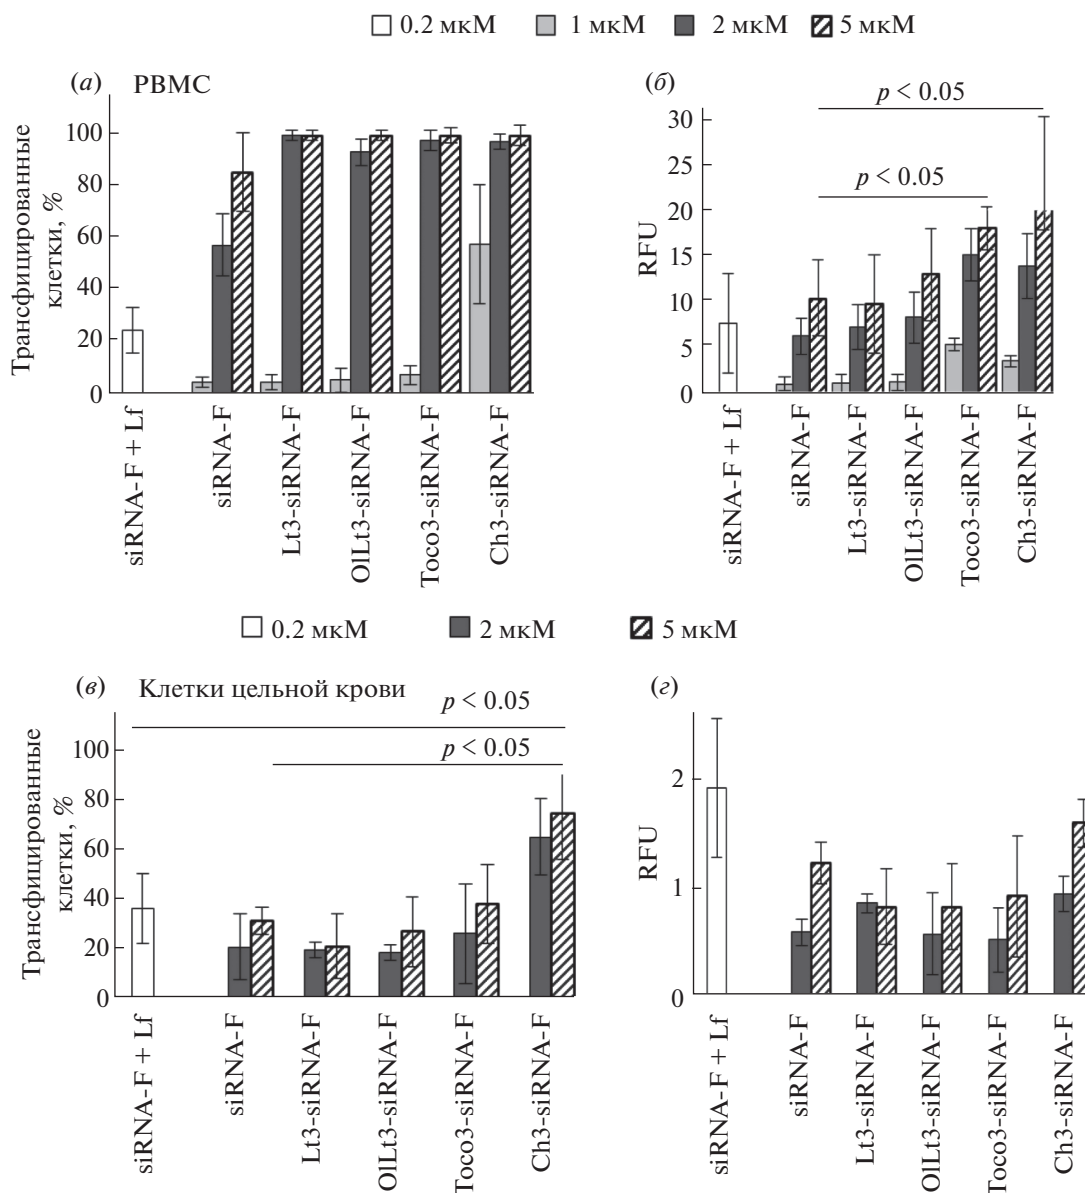 0.2 мкМ 1 мкМ 2 мкМ 5 мкМ
(а) PBMC
Трансфицированные
клетки, %
100
80
60
40
20
0
siRNA-F + Lf
siRNA-F
Lt3-siRNA-F
OlLt3-siRNA-F
Toco3-siRNA-F
Ch3-siRNA-F
(б)
p < 0.05
p < 0.05
RFU
30
25
20
15
10
5
0
siRNA-F + Lf
siRNA-F
Lt3-siRNA-F
OlLt3-siRNA-F
Toco3-siRNA-F
Ch3-siRNA-F
0.2 мкМ 2 мкМ 5 мкМ
(в) Клетки цельной крови
p < 0.05
p < 0.05
Трансфицированные
клетки, %
100
80
60
40
20
0
siRNA-F + Lf
siRNA-F
Lt3-siRNA-F
OlLt3-siRNA-F
Toco3-siRNA-F
Ch3-siRNA-F
(г)
RFU
2
1
0
siRNA-F + Lf
siRNA-F
Lt3-siRNA-F
OlLt3-siRNA-F
Toco3-siRNA-F
Ch3-siRNA-F